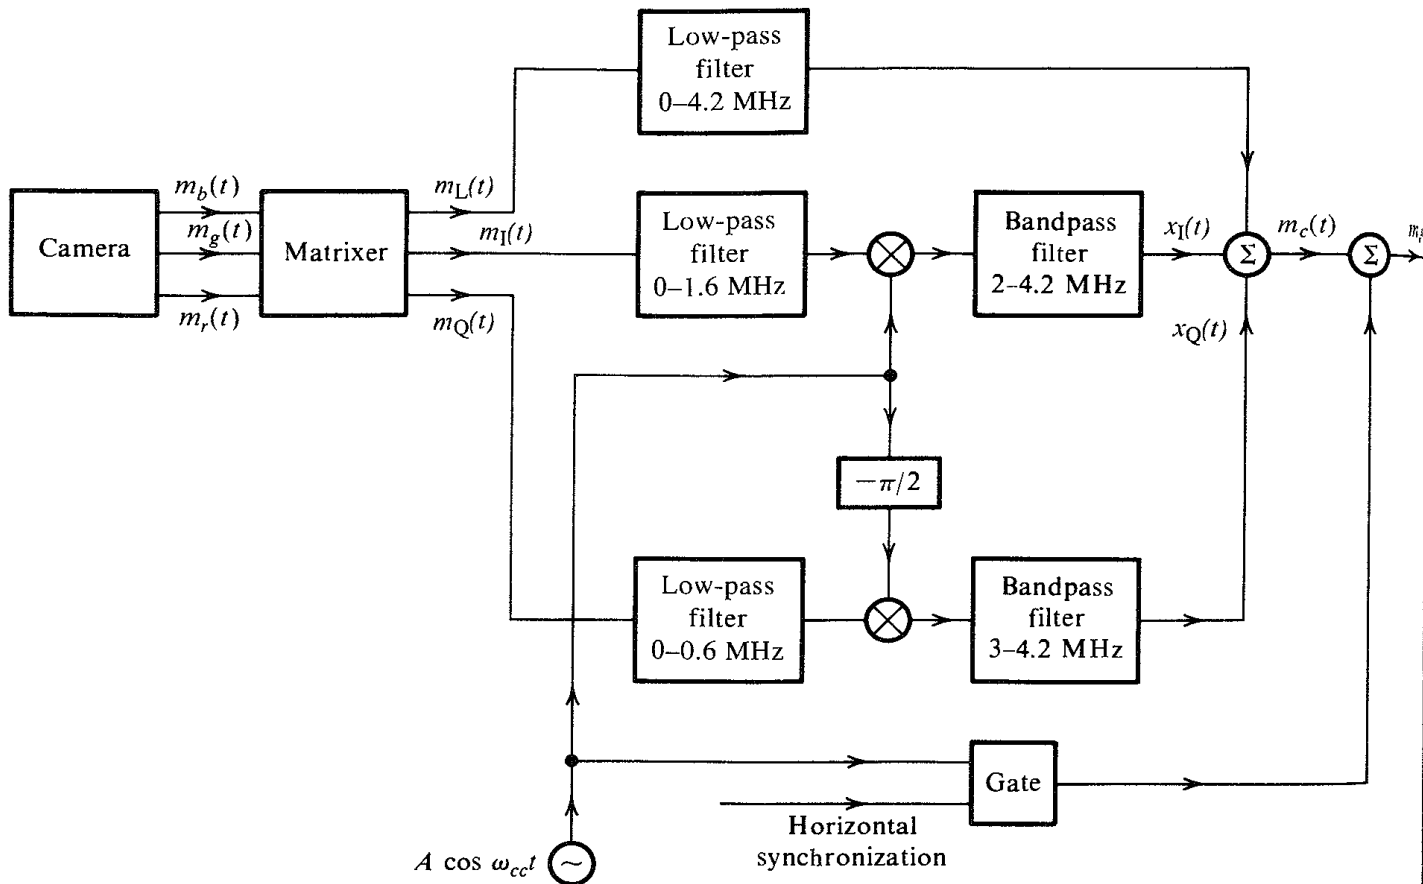 Low-pass
filter
0–4.2 MHz
m_b(t)
m_g(t)
m_r(t)
Camera
Matrixer
m_L(t)
m_I(t)
m_Q(t)
Low-pass
filter
0–1.6 MHz
Bandpass
filter
2–4.2 MHz
x_I(t)
Σ
m_c(t)
Σ
x_Q(t)
−π/2
Low-pass
filter
0–0.6 MHz
Bandpass
filter
3–4.2 MHz
Gate
Horizontal
synchronization
A cos ω_cc t
~